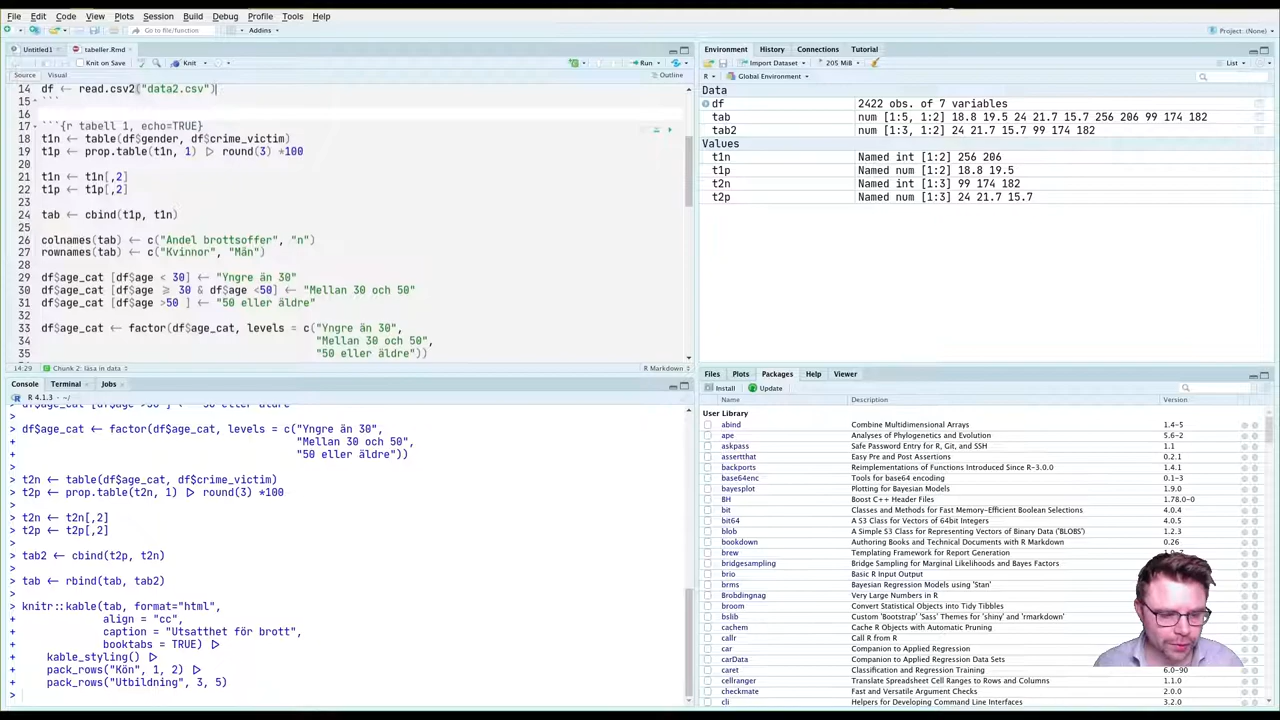 File Edit Code View Plots Session Build Debug Profile Tools Help
Go to file/function Addins Project: (None)
Untitled1 tabeller.Rmd
Knit on Save Knit Run
Source Visual Outline
14 df <- read.csv2("data2.csv")
15 ```
16
17 ```{r tabell 1, echo=TRUE}
18 t1n <- table(df$gender, df$crime_victim)
19 t1p <- prop.table(t1n, 1) |> round(3) *100
20
21 t1n <- t1n[,2]
22 t1p <- t1p[,2]
23
24 tab <- cbind(t1p, t1n)
25
26 colnames(tab) <- c("Andel brottsoffer", "n")
27 rownames(tab) <- c("Kvinnor", "Män")
28
29 df$age_cat [df$age < 30] <- "Yngre än 30"
30 df$age_cat [df$age >= 30 & df$age <50] <- "Mellan 30 och 50"
31 df$age_cat [df$age >50 ] <- "50 eller äldre"
32
33 df$age_cat <- factor(df$age_cat, levels = c("Yngre än 30",
34 "Mellan 30 och 50",
35 "50 eller äldre"))
14:29 Chunk 2: läsa in data R Markdown
Console Terminal Jobs
R 4.1.3 · ~/
> df$age_cat [df$age >50 ] <- "50 eller äldre"
>
> df$age_cat <- factor(df$age_cat, levels = c("Yngre än 30",
+ "Mellan 30 och 50",
+ "50 eller äldre"))
>
> t2n <- table(df$age_cat, df$crime_victim)
> t2p <- prop.table(t2n, 1) |> round(3) *100
>
> t2n <- t2n[,2]
> t2p <- t2p[,2]
>
> tab2 <- cbind(t2p, t2n)
>
> tab <- rbind(tab, tab2)
>
> knitr::kable(tab, format="html",
+ align = "cc",
+ caption = "Utsatthet för brott",
+ booktabs = TRUE) |>
+ kable_styling() |>
+ pack_rows("Kön", 1, 2) |>
+ pack_rows("Utbildning", 3, 5)
>
Environment History Connections Tutorial
Import Dataset 205 MiB List
R Global Environment
Data
df 2422 obs. of 7 variables
tab num [1:5, 1:2] 18.8 19.5 24 21.7 15.7 256 206 99 174 182
tab2 num [1:3, 1:2] 24 21.7 15.7 99 174 182
Values
t1n Named int [1:2] 256 206
t1p Named num [1:2] 18.8 19.5
t2n Named int [1:3] 99 174 182
t2p Named num [1:3] 24 21.7 15.7
Files Plots Packages Help Viewer
Install Update
Name Description Version
User Library
abind Combine Multidimensional Arrays 1.4-5
ape Analyses of Phylogenetics and Evolution 5.6-2
askpass Safe Password Entry for R, Git, and SSH 1.1
assertthat Easy Pre and Post Assertions 0.2.1
backports Reimplementations of Functions Introduced Since R-3.0.0 1.4.1
base64enc Tools for base64 encoding 0.1-3
bayesplot Plotting for Bayesian Models 1.9.0
BH Boost C++ Header Files 1.78.0-0
bit Classes and Methods for Fast Memory-Efficient Boolean Selections 4.0.4
bit64 A S3 Class for Vectors of 64bit Integers 4.0.5
blob A Simple S3 Class for Representing Vectors of Binary Data ('BLOBS') 1.2.3
bookdown Authoring Books and Technical Documents with R Markdown 0.26
brew Templating Framework for Report Generation
bridgesampling Bridge Sampling for Marginal Likelihoods and Bayes Factors
brio Basic R Input Output
brms Bayesian Regression Models using 'Stan'
Brobdingnag Very Large Numbers in R
broom Convert Statistical Objects into Tidy Tibbles
bslib Custom 'Bootstrap' 'Sass' Themes for 'shiny' and 'rmarkdown'
cachem Cache R Objects with Automatic Pruning
callr Call R from R
car Companion to Applied Regression
carData Companion to Applied Regression Data Sets
caret Classification and Regression Training 6.0-90
cellranger Translate Spreadsheet Cell Ranges to Rows and Columns 1.1.0
checkmate Fast and Versatile Argument Checks 2.0.0
cli Helpers for Developing Command Line Interfaces 3.2.0